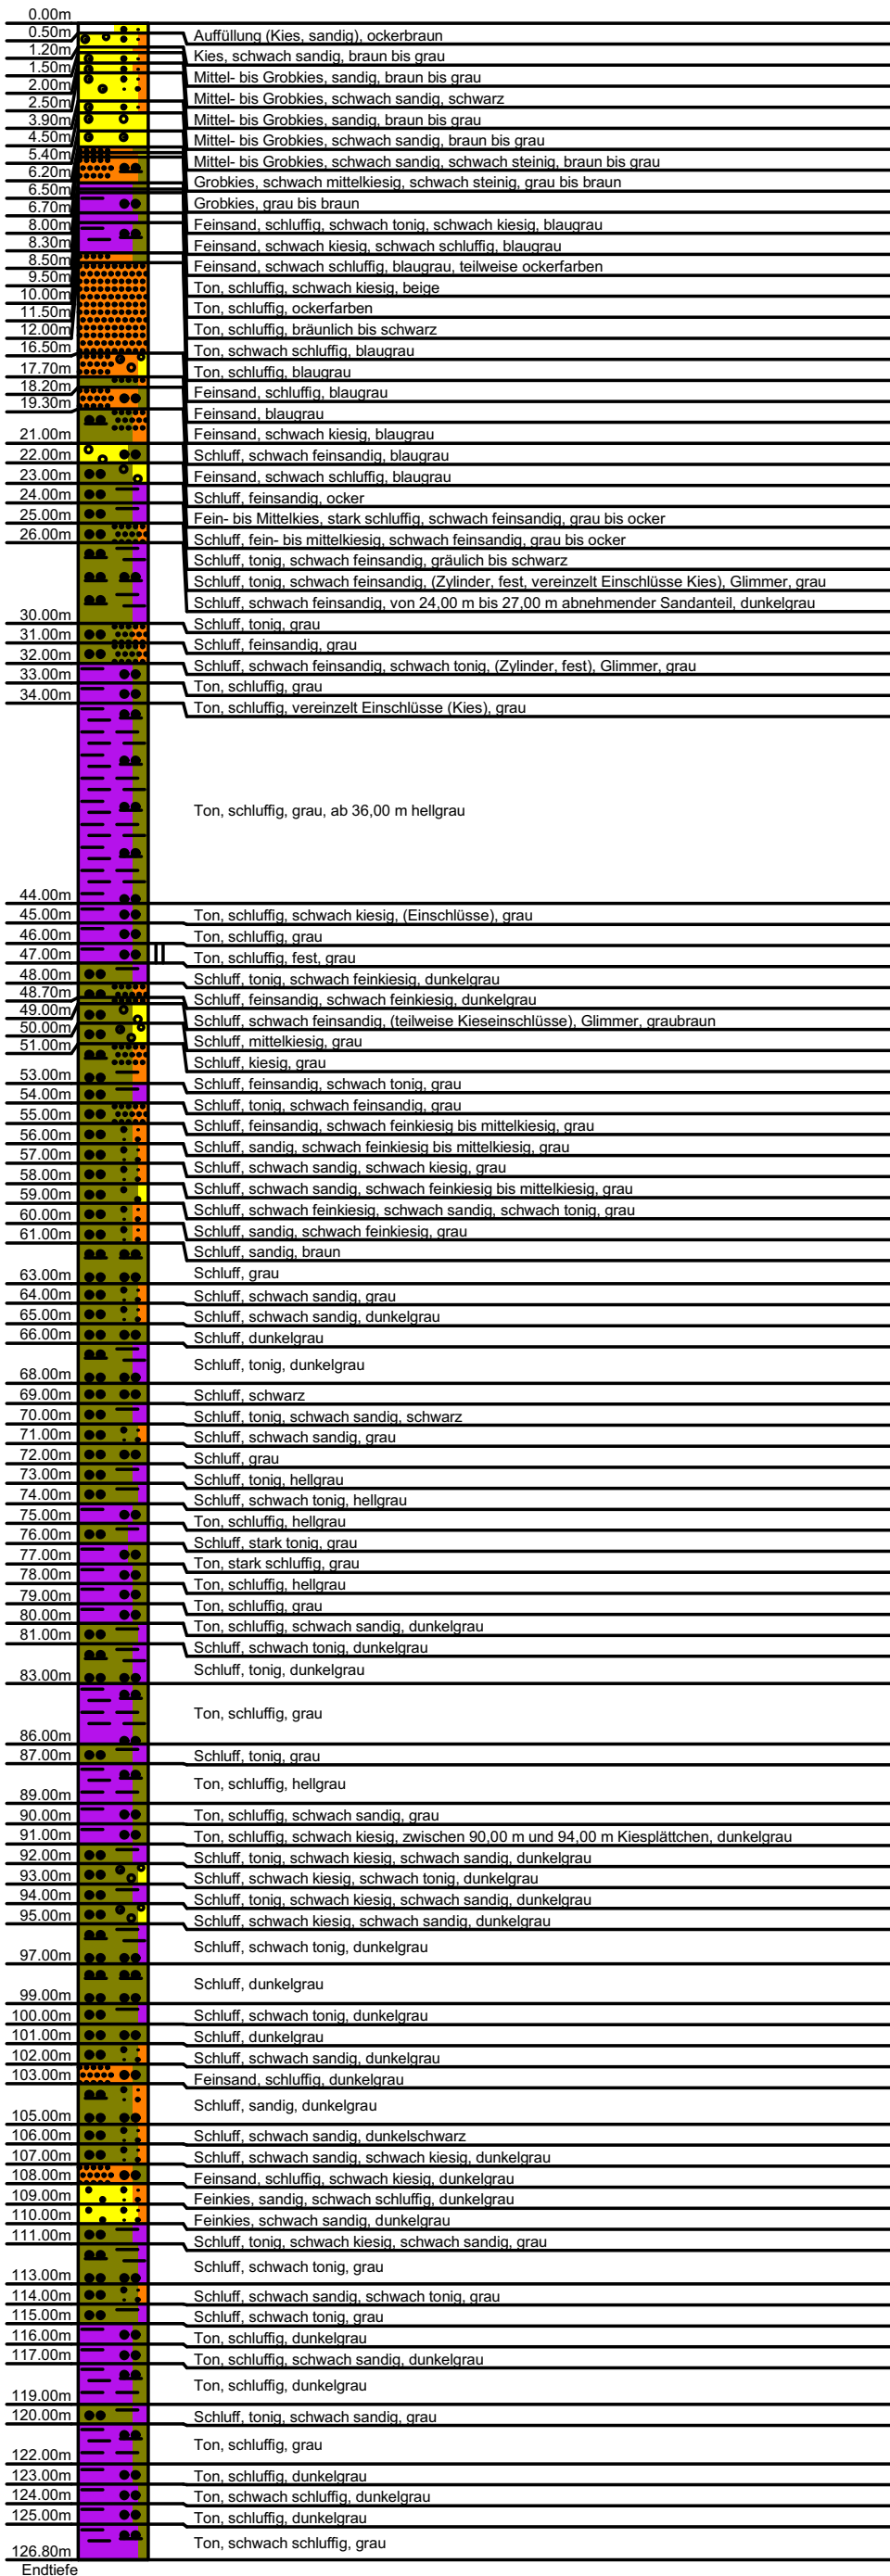 0.00m
0.50m
Auffüllung (Kies, sandig), ockerbraun
1.20m
Kies, schwach sandig, braun bis grau
1.50m
Mittel- bis Grobkies, sandig, braun bis grau
2.00m
Mittel- bis Grobkies, schwach sandig, schwarz
2.50m
Mittel- bis Grobkies, sandig, braun bis grau
3.90m
Mittel- bis Grobkies, schwach sandig, braun bis grau
4.50m
Mittel- bis Grobkies, schwach sandig, schwach steinig, braun bis grau
5.40m
Grobkies, schwach mittelkiesig, schwach steinig, grau bis braun
6.20m
Grobkies, grau bis braun
6.50m
Feinsand, schluffig, schwach tonig, schwach kiesig, blaugrau
6.70m
Feinsand, schwach kiesig, schwach schluffig, blaugrau
8.00m
Feinsand, schwach schluffig, blaugrau, teilweise ockerfarben
8.30m
Ton, schluffig, schwach kiesig, beige
8.50m
Ton, schluffig, ockerfarben
9.50m
Ton, schluffig, bräunlich bis schwarz
10.00m
Ton, schwach schluffig, blaugrau
11.50m
Ton, schluffig, blaugrau
12.00m
Feinsand, schluffig, blaugrau
16.50m
Feinsand, blaugrau
17.70m
Feinsand, schwach kiesig, blaugrau
18.20m
Schluff, schwach feinsandig, blaugrau
19.30m
Feinsand, schwach schluffig, blaugrau
21.00m
Schluff, feinsandig, ocker
22.00m
Fein- bis Mittelkies, stark schluffig, schwach feinsandig, grau bis ocker
23.00m
Schluff, fein- bis mittelkiesig, schwach feinsandig, grau bis ocker
24.00m
Schluff, tonig, schwach feinsandig, gräulich bis schwarz
25.00m
Schluff, tonig, schwach feinsandig, (Zylinder, fest, vereinzelt Einschlüsse Kies), Glimmer, grau
26.00m
Schluff, schwach feinsandig, von 24,00 m bis 27,00 m abnehmender Sandanteil, dunkelgrau
30.00m
Schluff, tonig, grau
31.00m
Schluff, feinsandig, grau
32.00m
Schluff, schwach feinsandig, schwach tonig, (Zylinder, fest), Glimmer, grau
33.00m
Ton, schluffig, grau
34.00m
Ton, schluffig, vereinzelt Einschlüsse (Kies), grau
Ton, schluffig, grau, ab 36,00 m hellgrau
44.00m
45.00m
Ton, schluffig, schwach kiesig, (Einschlüsse), grau
46.00m
Ton, schluffig, grau
47.00m
Ton, schluffig, fest, grau
48.00m
Schluff, tonig, schwach feinkiesig, dunkelgrau
48.70m
Schluff, feinsandig, schwach feinkiesig, dunkelgrau
49.00m
Schluff, schwach feinsandig, (teilweise Kieseinschlüsse), Glimmer, graubraun
50.00m
Schluff, mittelkiesig, grau
51.00m
Schluff, kiesig, grau
53.00m
Schluff, feinsandig, schwach tonig, grau
54.00m
Schluff, tonig, schwach feinsandig, grau
55.00m
Schluff, feinsandig, schwach feinkiesig bis mittelkiesig, grau
56.00m
Schluff, sandig, schwach feinkiesig bis mittelkiesig, grau
57.00m
Schluff, schwach sandig, schwach kiesig, grau
58.00m
Schluff, schwach sandig, schwach feinkiesig bis mittelkiesig, grau
59.00m
Schluff, schwach feinkiesig, schwach sandig, schwach tonig, grau
60.00m
Schluff, sandig, schwach feinkiesig, grau
61.00m
Schluff, sandig, braun
63.00m
Schluff, grau
64.00m
Schluff, schwach sandig, grau
65.00m
Schluff, schwach sandig, dunkelgrau
66.00m
Schluff, dunkelgrau
68.00m
Schluff, tonig, dunkelgrau
69.00m
Schluff, schwarz
70.00m
Schluff, tonig, schwach sandig, schwarz
71.00m
Schluff, schwach sandig, grau
72.00m
Schluff, grau
73.00m
Schluff, tonig, hellgrau
74.00m
Schluff, schwach tonig, hellgrau
75.00m
Ton, schluffig, hellgrau
76.00m
Schluff, stark tonig, grau
77.00m
Ton, stark schluffig, grau
78.00m
Ton, schluffig, hellgrau
79.00m
Ton, schluffig, grau
80.00m
Ton, schluffig, schwach sandig, dunkelgrau
81.00m
Schluff, schwach tonig, dunkelgrau
83.00m
Schluff, tonig, dunkelgrau
Ton, schluffig, grau
86.00m
87.00m
Schluff, tonig, grau
89.00m
Ton, schluffig, hellgrau
90.00m
Ton, schluffig, schwach sandig, grau
91.00m
Ton, schluffig, schwach kiesig, zwischen 90,00 m und 94,00 m Kiesplättchen, dunkelgrau
92.00m
Schluff, tonig, schwach kiesig, schwach sandig, dunkelgrau
93.00m
Schluff, schwach kiesig, schwach tonig, dunkelgrau
94.00m
Schluff, tonig, schwach kiesig, schwach sandig, dunkelgrau
95.00m
Schluff, schwach kiesig, schwach sandig, dunkelgrau
97.00m
Schluff, schwach tonig, dunkelgrau
99.00m
Schluff, dunkelgrau
100.00m
Schluff, schwach tonig, dunkelgrau
101.00m
Schluff, dunkelgrau
102.00m
Schluff, schwach sandig, dunkelgrau
103.00m
Feinsand, schluffig, dunkelgrau
105.00m
Schluff, sandig, dunkelgrau
106.00m
Schluff, schwach sandig, dunkelschwarz
107.00m
Schluff, schwach sandig, schwach kiesig, dunkelgrau
108.00m
Feinsand, schluffig, schwach kiesig, dunkelgrau
109.00m
Feinkies, sandig, schwach schluffig, dunkelgrau
110.00m
Feinkies, schwach sandig, dunkelgrau
111.00m
Schluff, tonig, schwach kiesig, schwach sandig, grau
113.00m
Schluff, schwach tonig, grau
114.00m
Schluff, schwach sandig, schwach tonig, grau
115.00m
Schluff, schwach tonig, grau
116.00m
Ton, schluffig, dunkelgrau
117.00m
Ton, schluffig, schwach sandig, dunkelgrau
119.00m
Ton, schluffig, dunkelgrau
120.00m
Schluff, tonig, schwach sandig, grau
122.00m
Ton, schluffig, grau
123.00m
Ton, schluffig, dunkelgrau
124.00m
Ton, schwach schluffig, dunkelgrau
125.00m
Ton, schluffig, dunkelgrau
126.80m
Ton, schwach schluffig, grau
Endtiefe